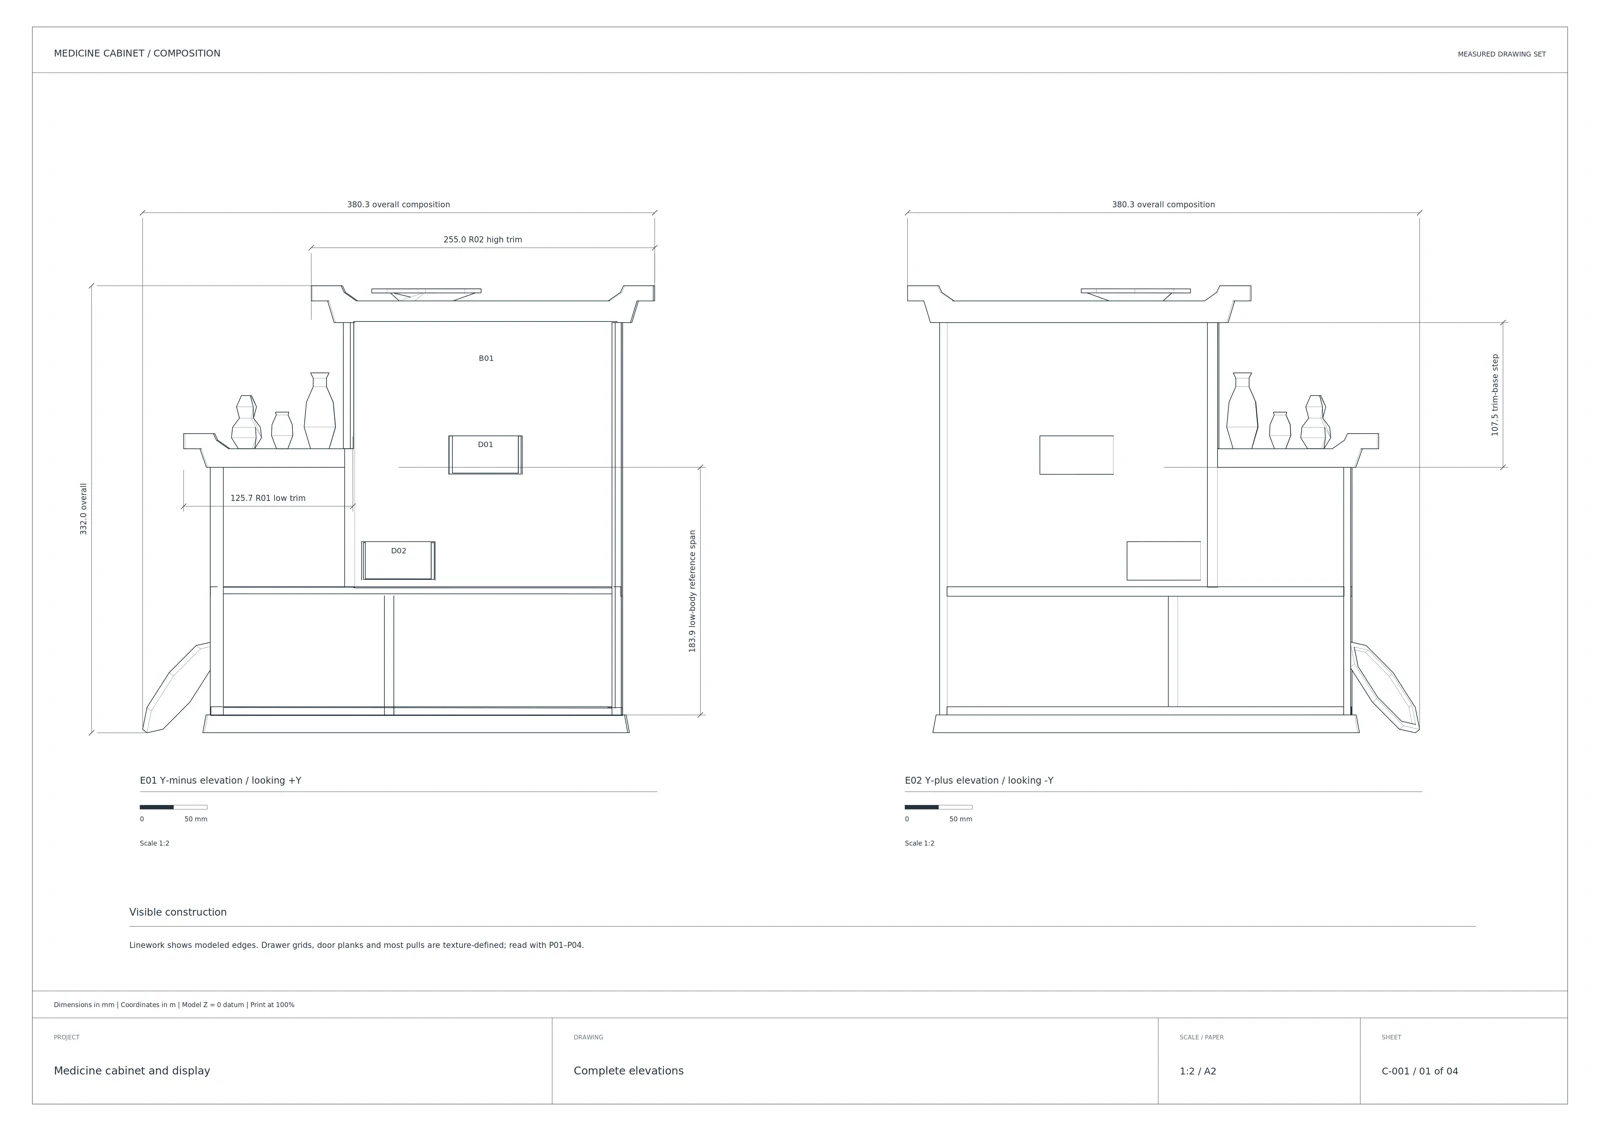 MEDICINE CABINET / COMPOSITION
MEASURED DRAWING SET
380.3 overall composition
255.0 R02 high trim
B01
D01
D02
125.7 R01 low trim
332.0 overall
183.9 low-body reference span
380.3 overall composition
107.5 trim-base step
E01 Y-minus elevation / looking +Y
0 50 mm
Scale 1:2
E02 Y-plus elevation / looking -Y
0 50 mm
Scale 1:2
Visible construction
Linework shows modeled edges. Drawer grids, door planks and most pulls are texture-defined; read with P01–P04.
Dimensions in mm | Coordinates in m | Model Z = 0 datum | Print at 100%
PROJECT
Medicine cabinet and display
DRAWING
Complete elevations
SCALE / PAPER
1:2 / A2
SHEET
C-001 / 01 of 04